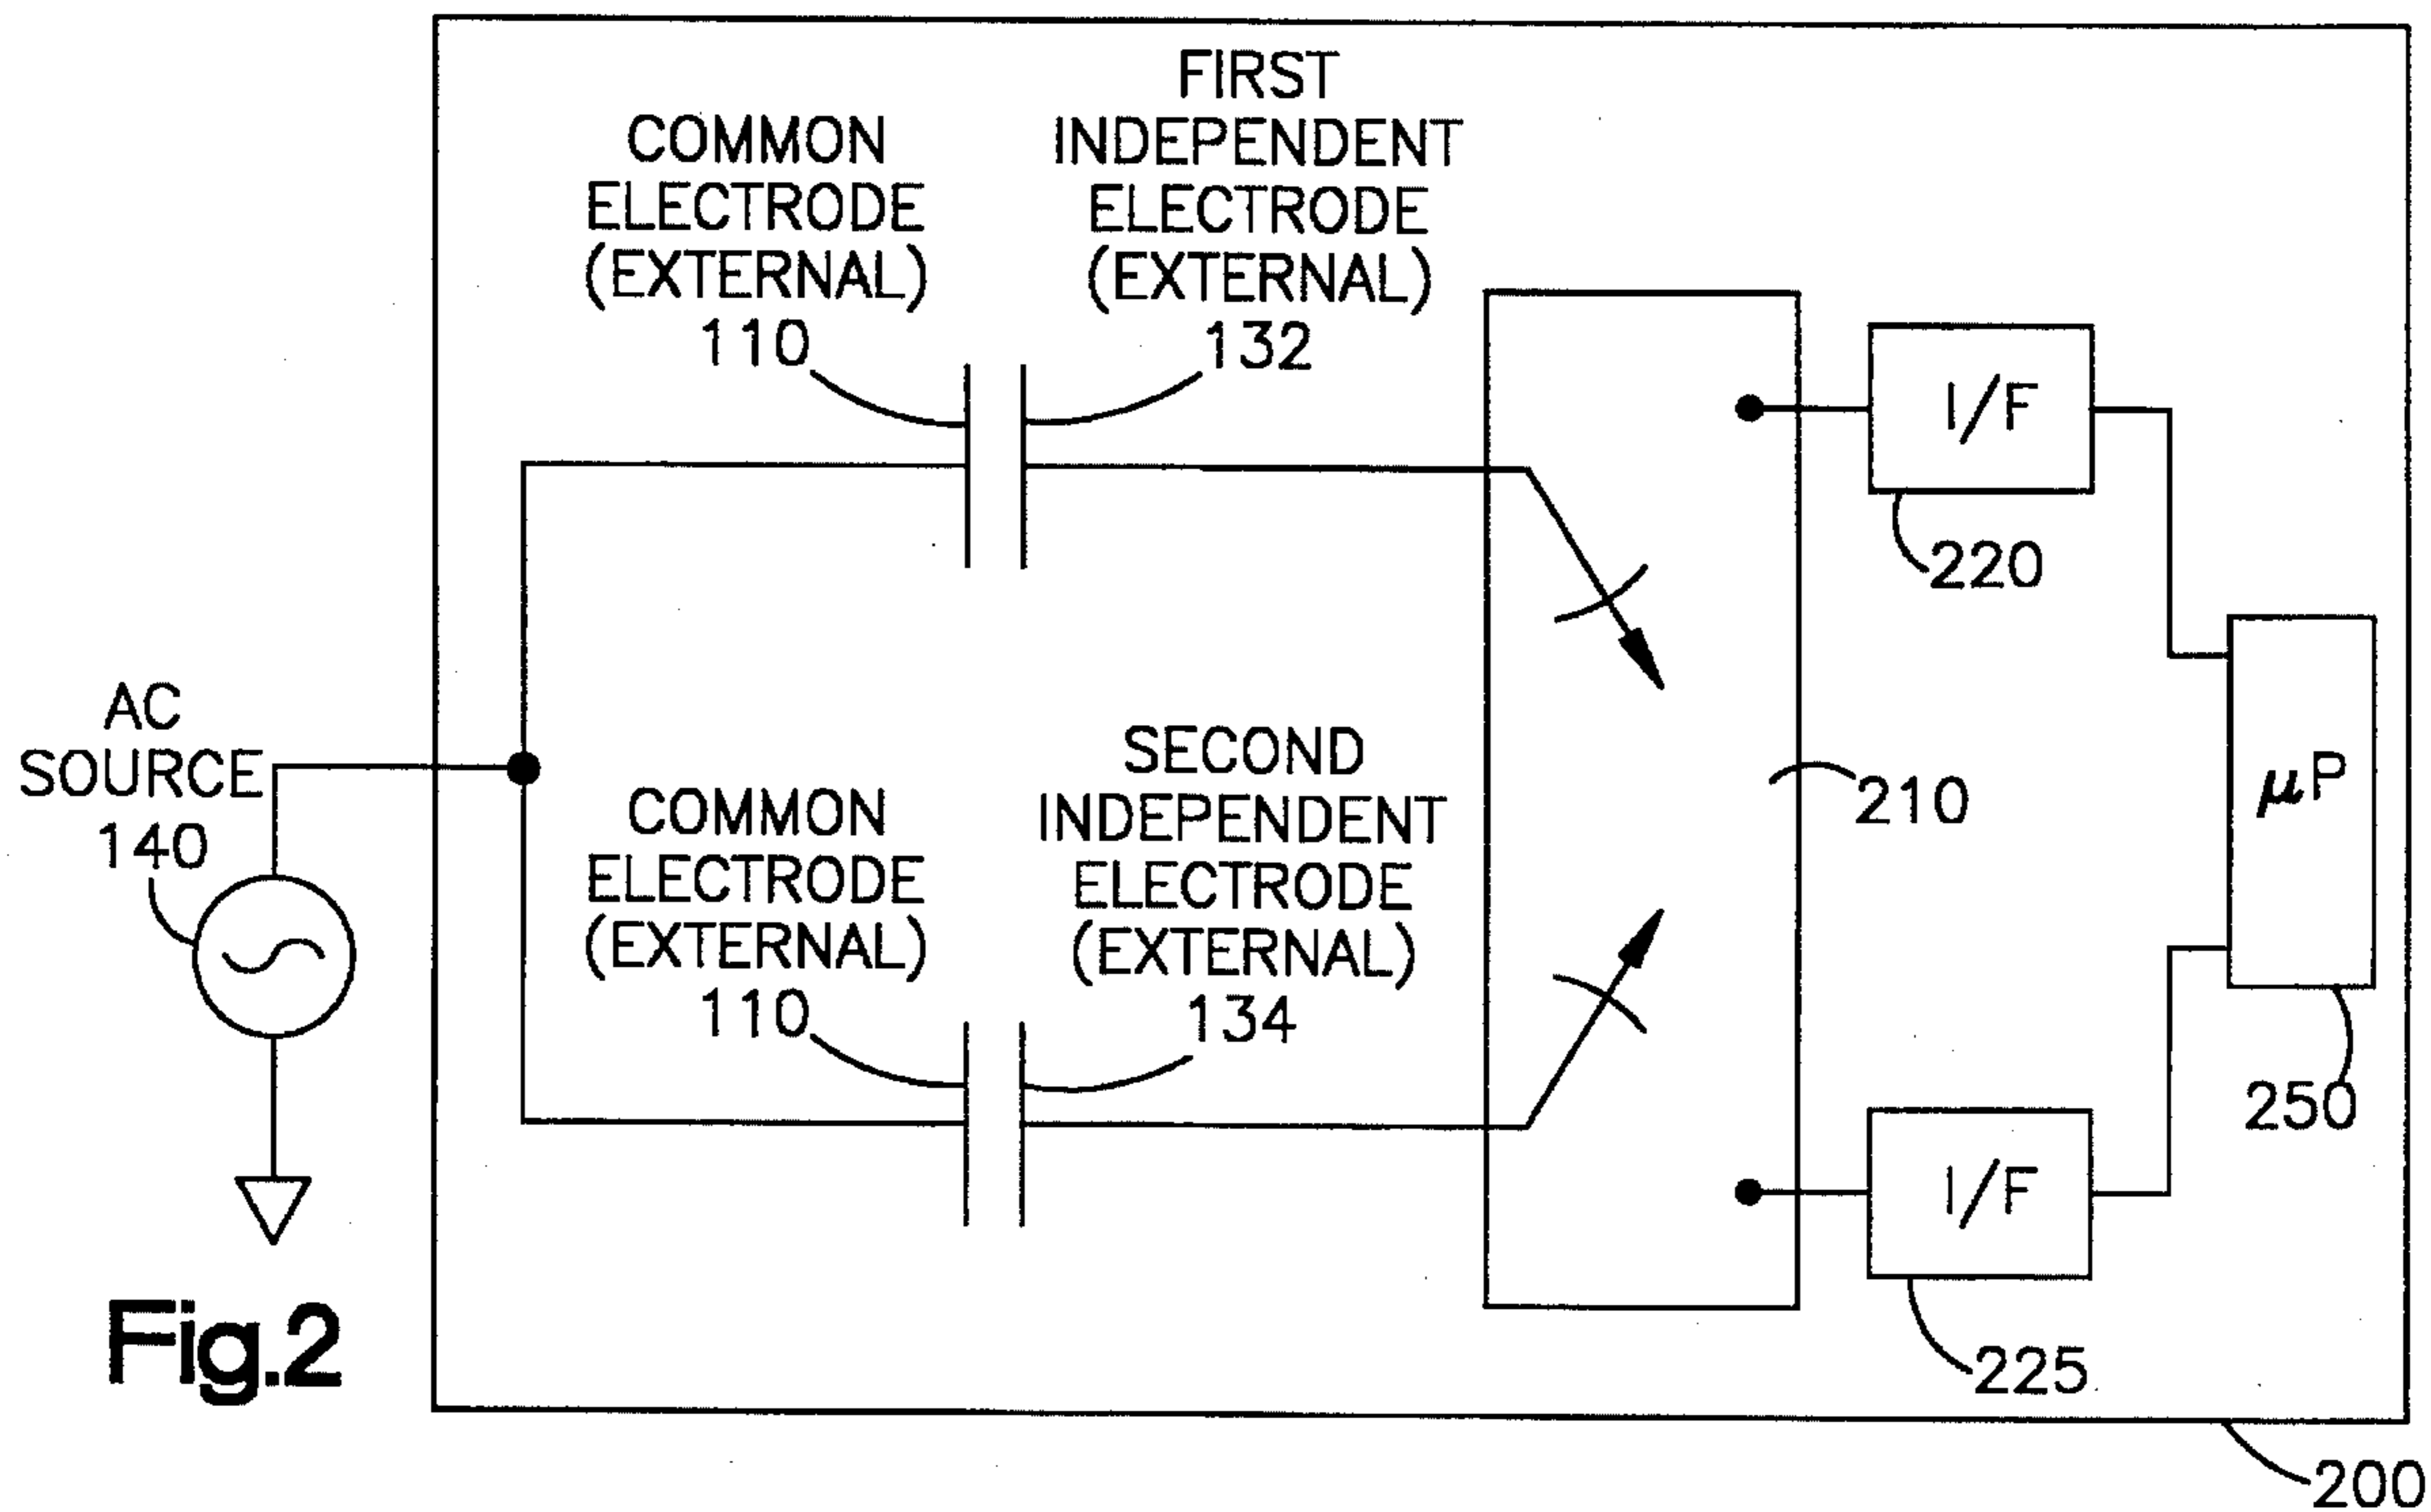 COMMON
ELECTRODE
(EXTERNAL)
110
FIRST
INDEPENDENT
ELECTRODE
(EXTERNAL)
132
I/F
220
AC
SOURCE
140
COMMON
ELECTRODE
(EXTERNAL)
110
SECOND
INDEPENDENT
ELECTRODE
(EXTERNAL)
134
210
μP
250
I/F
225
Fig.2
200